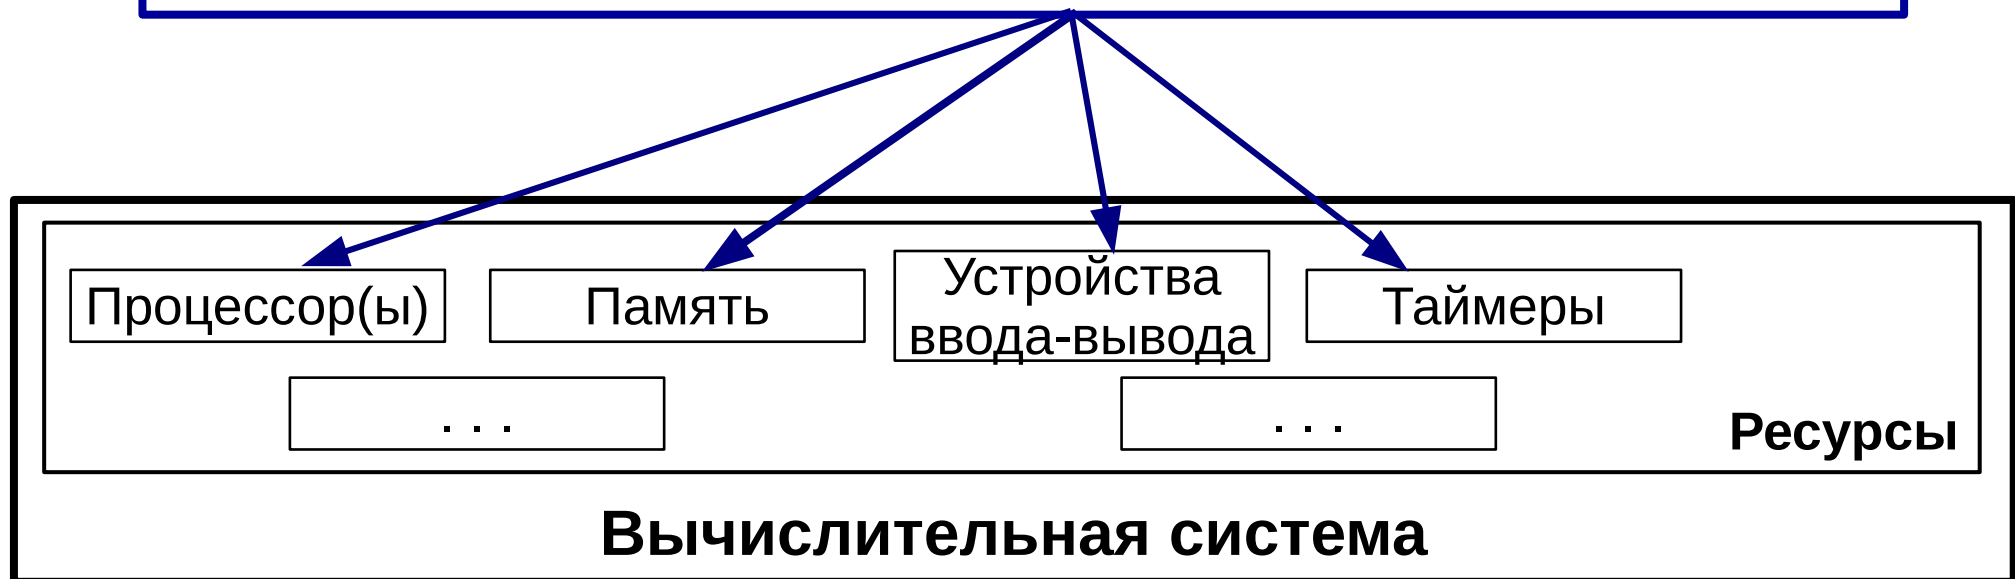 Процессор(ы)
Память
Устройства
ввода-вывода
Таймеры
. . .
. . .
Ресурсы
Вычислительная система